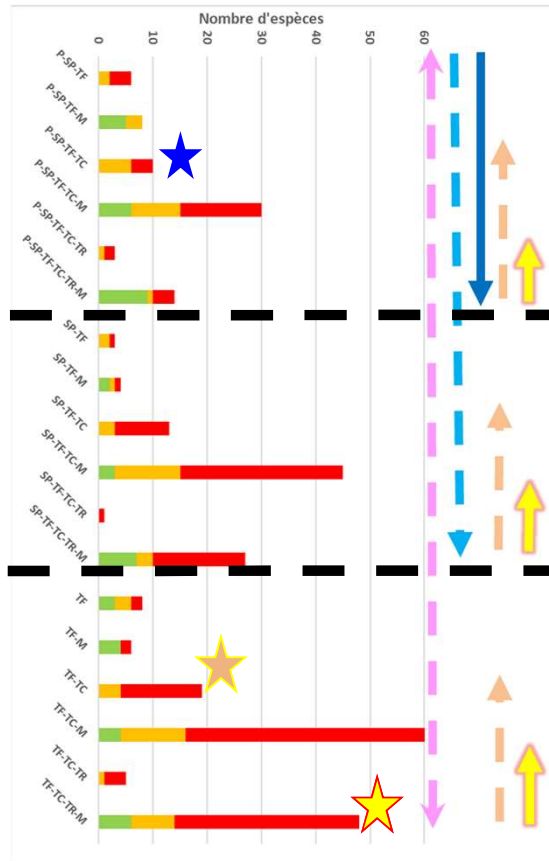 Nombre d'espèces
0 10 20 30 40 50 60
P-SP-TF
P-SP-TF-M
P-SP-TF-TC
P-SP-TF-TC-M
P-SP-TF-TC-TR
P-SP-TF-TC-TR-M
SP-TF
SP-TF-M
SP-TF-TC
SP-TF-TC-M
SP-TF-TC-TR
SP-TF-TC-TR-M
TF
TF-M
TF-TC
TF-TC-M
TF-TC-TR
TF-TC-TR-M